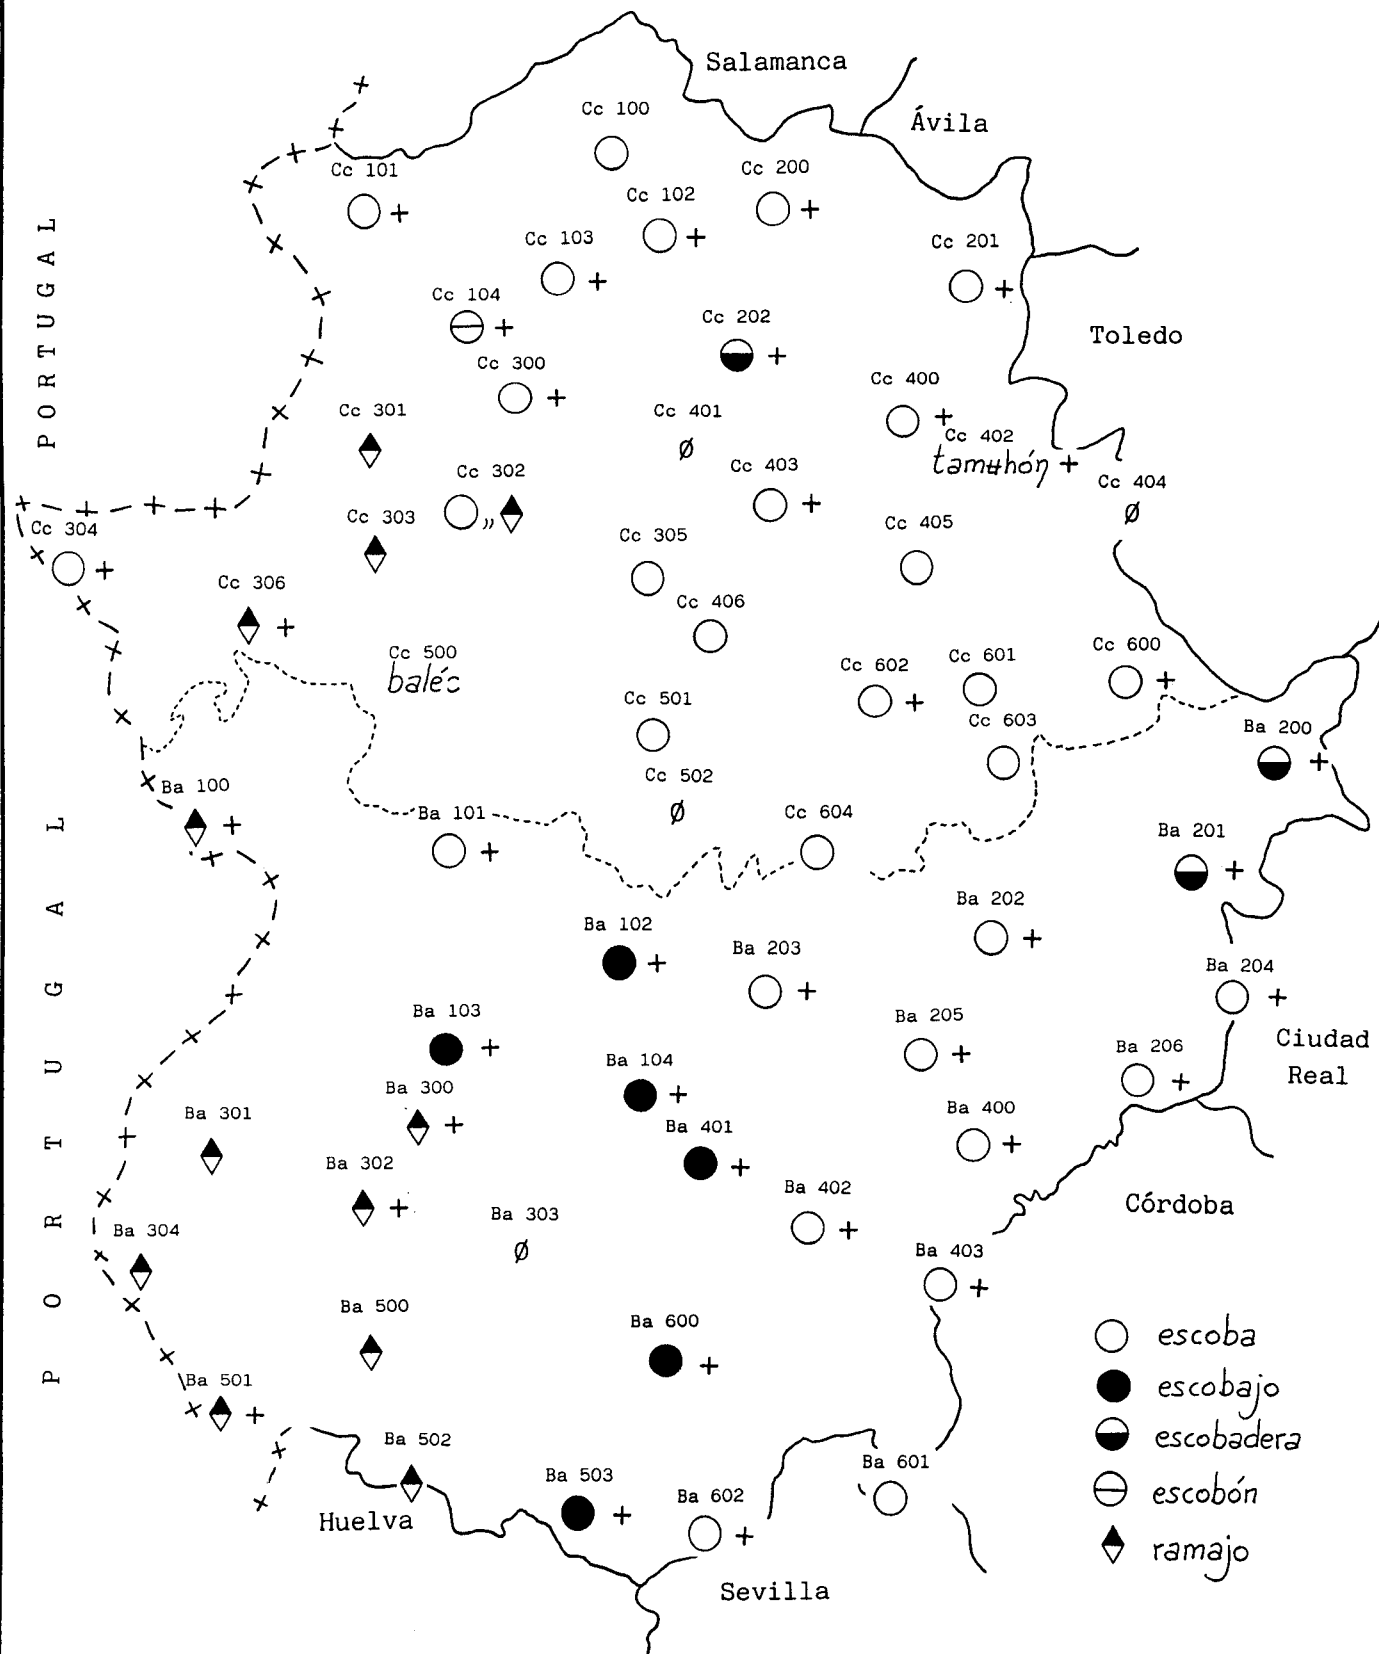 Salamanca
Cc 100
Ávila
Cc 101
Cc 200
Cc 102
Cc 103
Cc 201
PORTUGAL
Cc 104
Cc 202
Toledo
Cc 300
Cc 400
Cc 301
Cc 401
Cc 402
Cc 302
Cc 403
Cc 404
ø
ø
Cc 303
Cc 304
Cc 405
Cc 305
Cc 306
Cc 406
Cc 500
baléo
Cc 602
Cc 601
Cc 600
Cc 501
Cc 603
Ba 200
Cc 502
ø
Ba 100
Ba 101
Cc 604
Ba 201
PORTUGAL
Ba 102
Ba 202
Ba 203
Ba 204
Ba 103
Ba 205
Ciudad
Real
Ba 104
Ba 206
Ba 300
Ba 301
Ba 401
Ba 400
Ba 302
Ba 402
Córdoba
Ba 303
ø
Ba 304
Ba 403
Ba 500
Ba 600
escoba
escobajo
escobadera
escobón
ramajo
Ba 501
Ba 502
Ba 503
Ba 602
Ba 601
Huelva
Sevilla